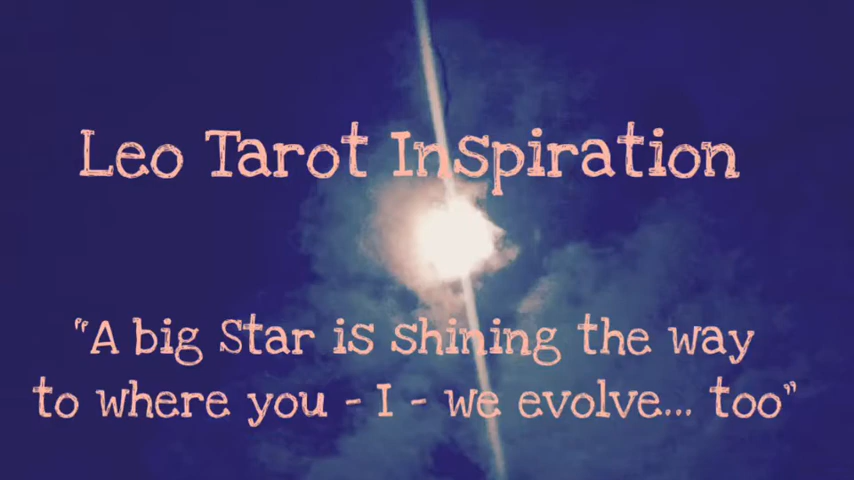 Leo Tarot Inspiration
"A big Star is shining the way
to where you - I - we evolve... too"